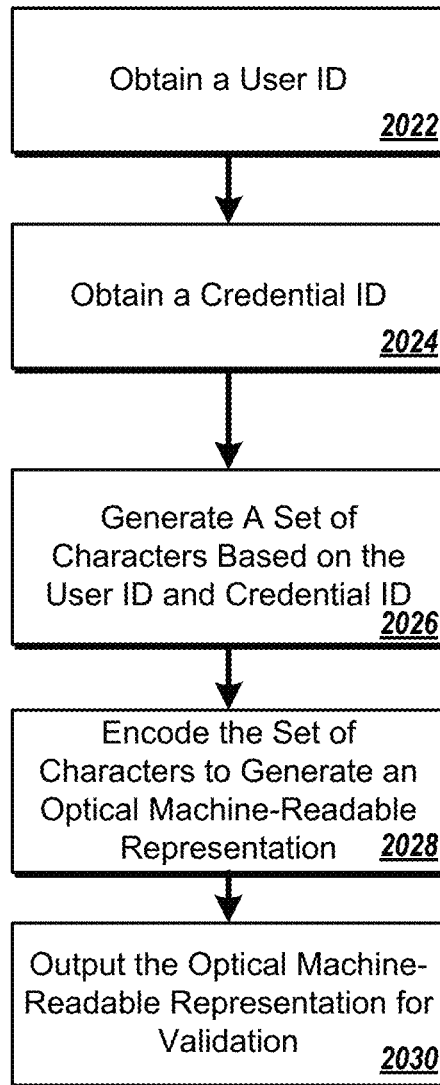 Obtain a User ID
2022
Obtain a Credential ID
2024
Generate A Set of
Characters Based on the
User ID and Credential ID
2026
Encode the Set of
Characters to Generate an
Optical Machine-Readable
Representation 2028
Output the Optical Machine-
Readable Representation for
Validation
2030